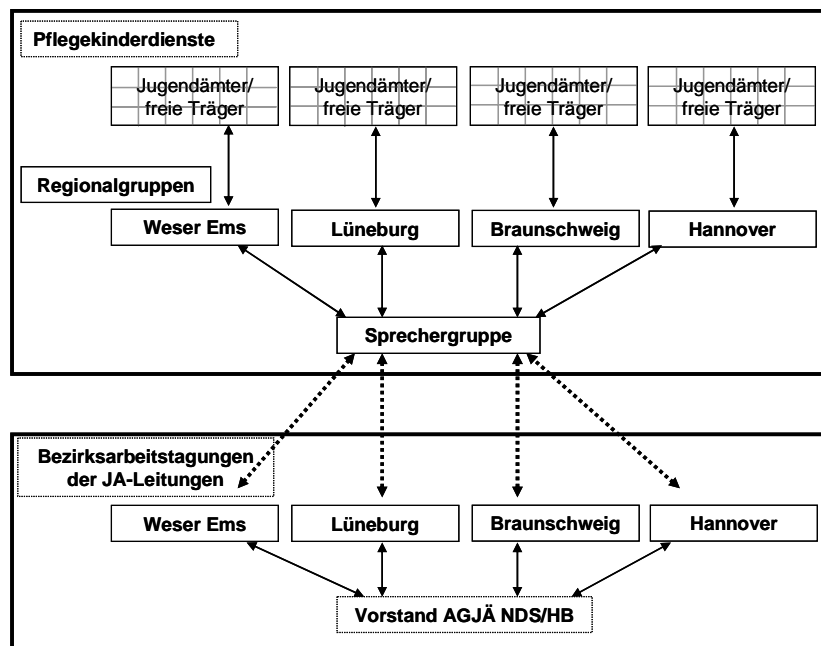 Pflegekinderdienste
Jugendämter/
freie Träger
Jugendämter/
freie Träger
Jugendämter/
freie Träger
Jugendämter/
freie Träger
Regionalgruppen
Weser Ems
Lüneburg
Braunschweig
Hannover
Sprechergruppe
Bezirksarbeitstagungen
der JA-Leitungen
Weser Ems
Lüneburg
Braunschweig
Hannover
Vorstand AGJÄ NDS/HB